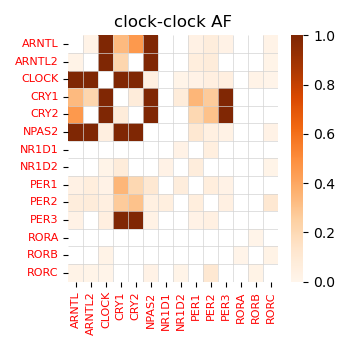 clock-clock AF
ARNTL
ARNTL2
CLOCK
CRY1
CRY2
NPAS2
NR1D1
NR1D2
PER1
PER2
PER3
RORA
RORB
RORC
ARNTL
ARNTL2
CLOCK
CRY1
CRY2
NPAS2
NR1D1
NR1D2
PER1
PER2
PER3
RORA
RORB
RORC
1.0
0.8
0.6
0.4
0.2
0.0